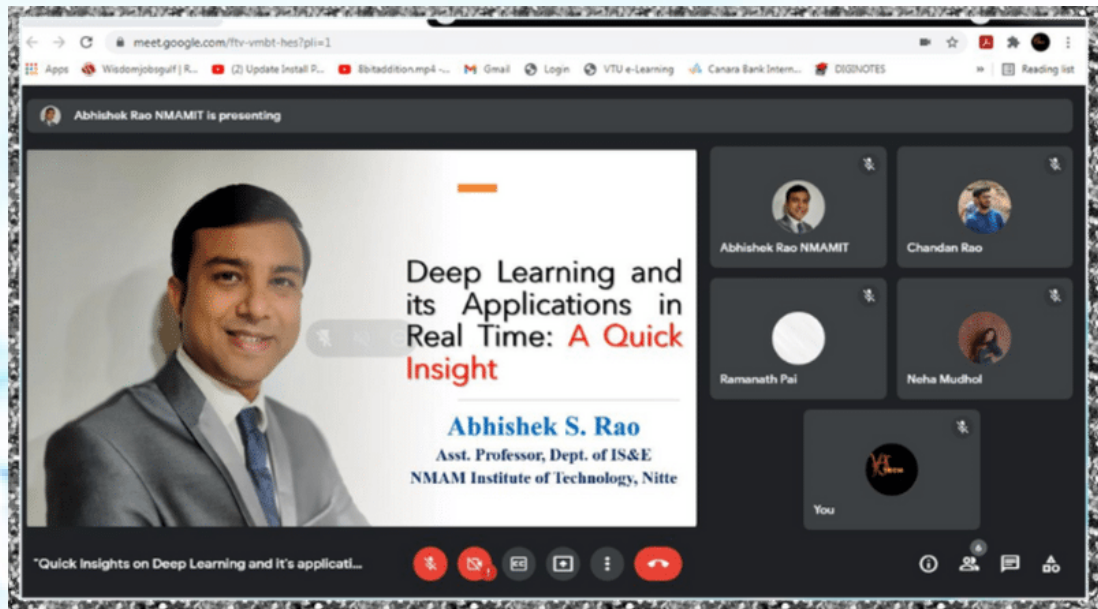 meet.google.com/ftv-vmbt-hes?pli=1
Apps Wisdomjobsgulf | R... (2) Update Install P... 8bitaddition.mp4 -... Gmail Login VTU e-Learning Canara Bank Intern... DIGINOTES » Reading list
Abhishek Rao NMAMIT is presenting
Deep Learning and
its Applications in
Real Time: A Quick
Insight
Abhishek S. Rao
Asst. Professor, Dept. of IS&E
NMAM Institute of Technology, Nitte
Abhishek Rao NMAMIT
Chandan Rao
Ramanath Pai
Neha Mudhol
You
"Quick Insights on Deep Learning and it's applicati...
CC
6